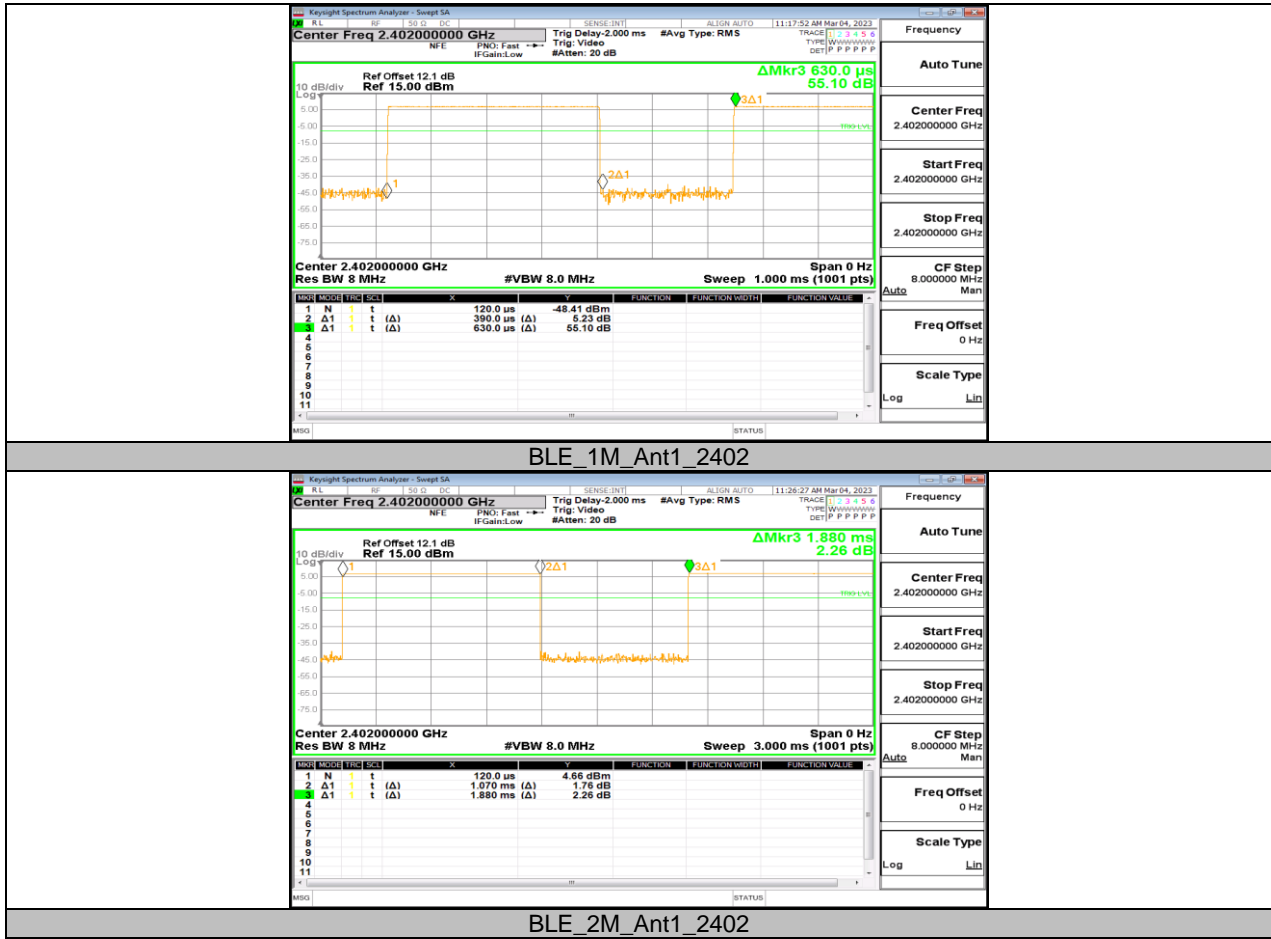 Keysight Spectrum Analyzer - Swept SA
RL RF 50 Ω DC SENSE:INT ALIGN AUTO 11:17:52 AM Mar 04, 2023
Center Freq 2.402000000 GHz Trig Delay-2.000 ms #Avg Type: RMS TRACE 1 2 3 4 5 6
NFE PNO: Fast Trig: Video TYPE WWWWWWW
IFGain:Low #Atten: 20 dB DET P P P P P P
Frequency
Auto Tune
Ref Offset 12.1 dB ΔMkr3 630.0 µs
10 dB/div Ref 15.00 dBm 55.10 dB
Log
5.00
-5.00
-15.0
-25.0
-35.0
-45.0
-55.0
-65.0
-75.0
1
2Δ1
3Δ1
TRIG LVL
Center Freq
2.402000000 GHz
Start Freq
2.402000000 GHz
Stop Freq
2.402000000 GHz
Center 2.402000000 GHz Span 0 Hz
Res BW 8 MHz #VBW 8.0 MHz Sweep 1.000 ms (1001 pts)
CF Step
8.000000 MHz
Auto Man
MKR MODE TRC SCL X Y FUNCTION FUNCTION WIDTH FUNCTION VALUE
1 N 1 t 120.0 µs -48.41 dBm
2 Δ1 1 t (Δ) 390.0 µs (Δ) 5.23 dB
3 Δ1 1 t (Δ) 630.0 µs (Δ) 55.10 dB
4
5
6
7
8
9
10
11
Freq Offset
0 Hz
Scale Type
Log Lin
MSG STATUS
BLE_1M_Ant1_2402
Keysight Spectrum Analyzer - Swept SA
RL RF 50 Ω DC SENSE:INT ALIGN AUTO 11:26:27 AM Mar 04, 2023
Center Freq 2.402000000 GHz Trig Delay-2.000 ms #Avg Type: RMS TRACE 1 2 3 4 5 6
NFE PNO: Fast Trig: Video TYPE WWWWWWW
IFGain:Low #Atten: 20 dB DET P P P P P P
Frequency
Auto Tune
Ref Offset 12.1 dB ΔMkr3 1.880 ms
10 dB/div Ref 15.00 dBm 2.26 dB
Log
5.00
-5.00
-15.0
-25.0
-35.0
-45.0
-55.0
-65.0
-75.0
1
2Δ1
3Δ1
TRIG LVL
Center Freq
2.402000000 GHz
Start Freq
2.402000000 GHz
Stop Freq
2.402000000 GHz
Center 2.402000000 GHz Span 0 Hz
Res BW 8 MHz #VBW 8.0 MHz Sweep 3.000 ms (1001 pts)
CF Step
8.000000 MHz
Auto Man
MKR MODE TRC SCL X Y FUNCTION FUNCTION WIDTH FUNCTION VALUE
1 N 1 t 120.0 µs 4.66 dBm
2 Δ1 1 t (Δ) 1.070 ms (Δ) 1.76 dB
3 Δ1 1 t (Δ) 1.880 ms (Δ) 2.26 dB
4
5
6
7
8
9
10
11
Freq Offset
0 Hz
Scale Type
Log Lin
MSG STATUS
BLE_2M_Ant1_2402